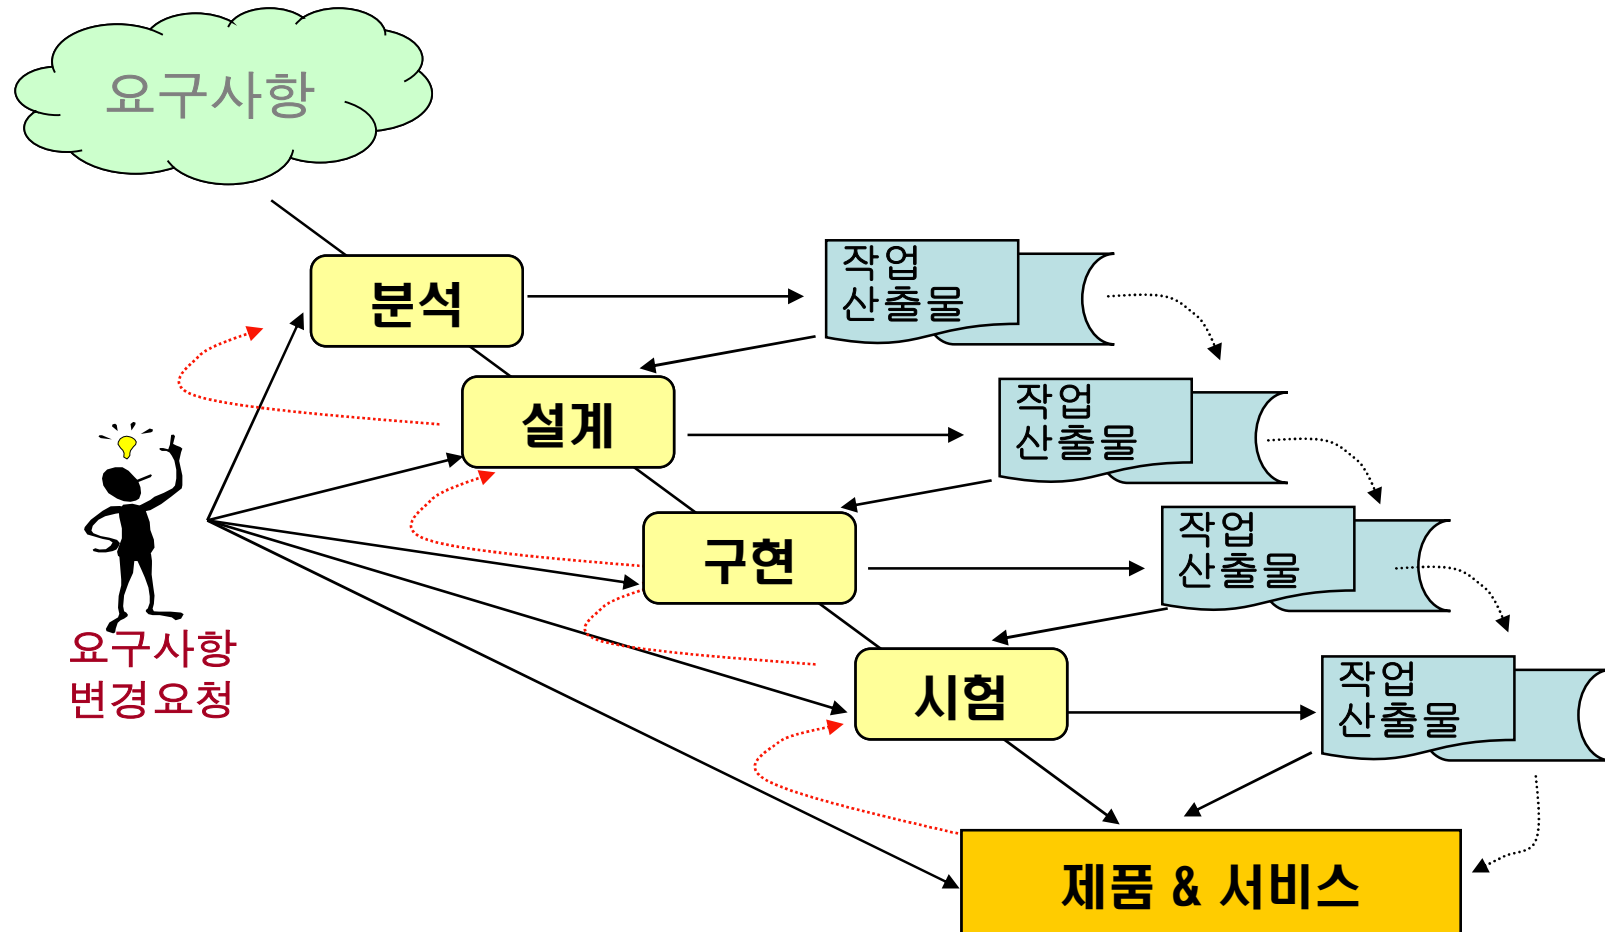 요구사항
분석
작업
산출물
설계
작업
산출물
구현
작업
산출물
요구사항
변경요청
시험
작업
산출물
제품 & 서비스